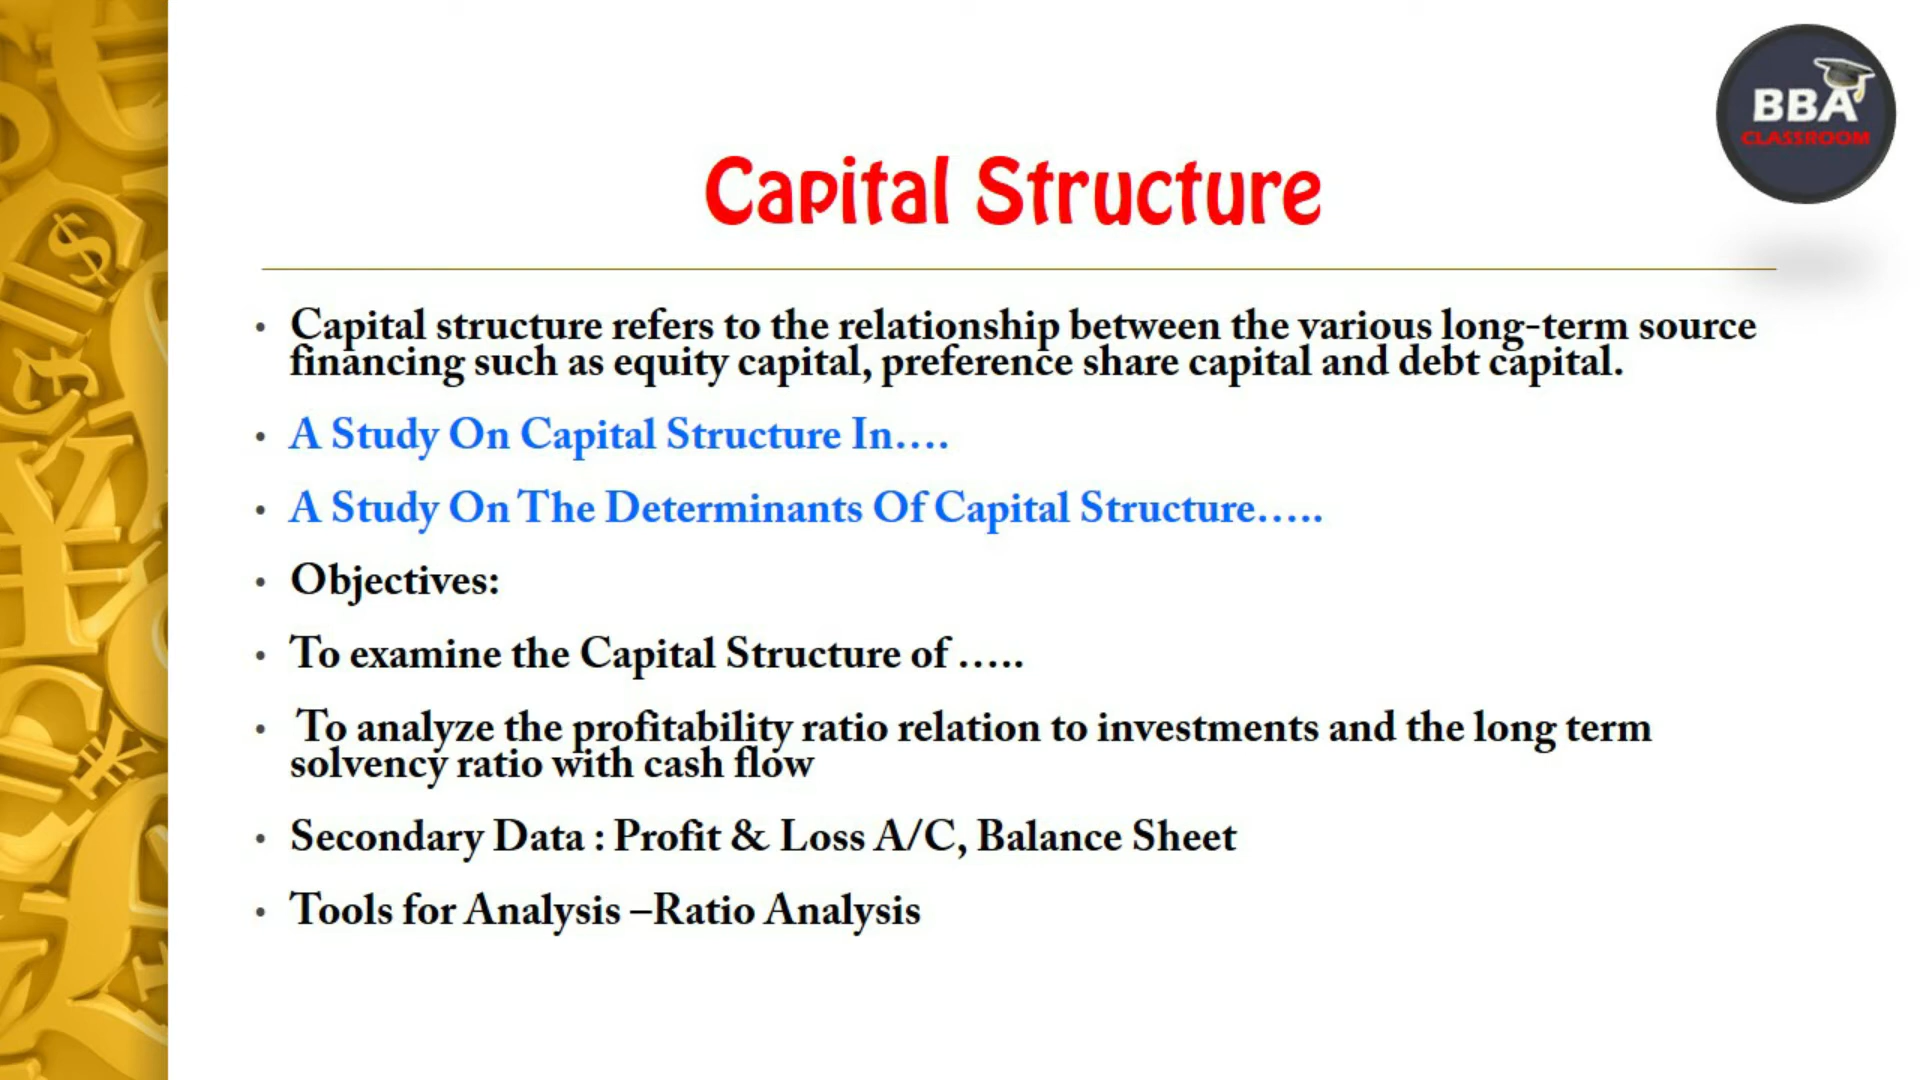 BBA
CLASSROOM
Capital Structure
• Capital structure refers to the relationship between the various long-term source
financing such as equity capital, preference share capital and debt capital.
• A Study On Capital Structure In….
• A Study On The Determinants Of Capital Structure…..
• Objectives:
• To examine the Capital Structure of …..
• To analyze the profitability ratio relation to investments and the long term
solvency ratio with cash flow
• Secondary Data : Profit & Loss A/C, Balance Sheet
• Tools for Analysis –Ratio Analysis